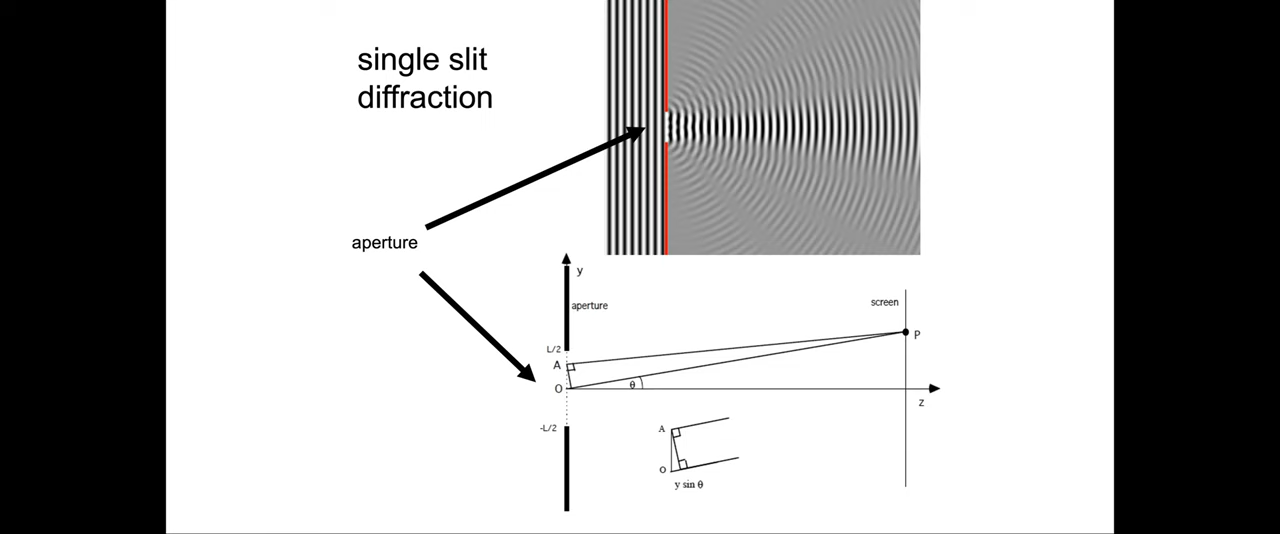 single slit
diffraction
aperture
y
aperture
screen
P
L/2
A
O
θ
z
-L/2
A
O
y sin θ